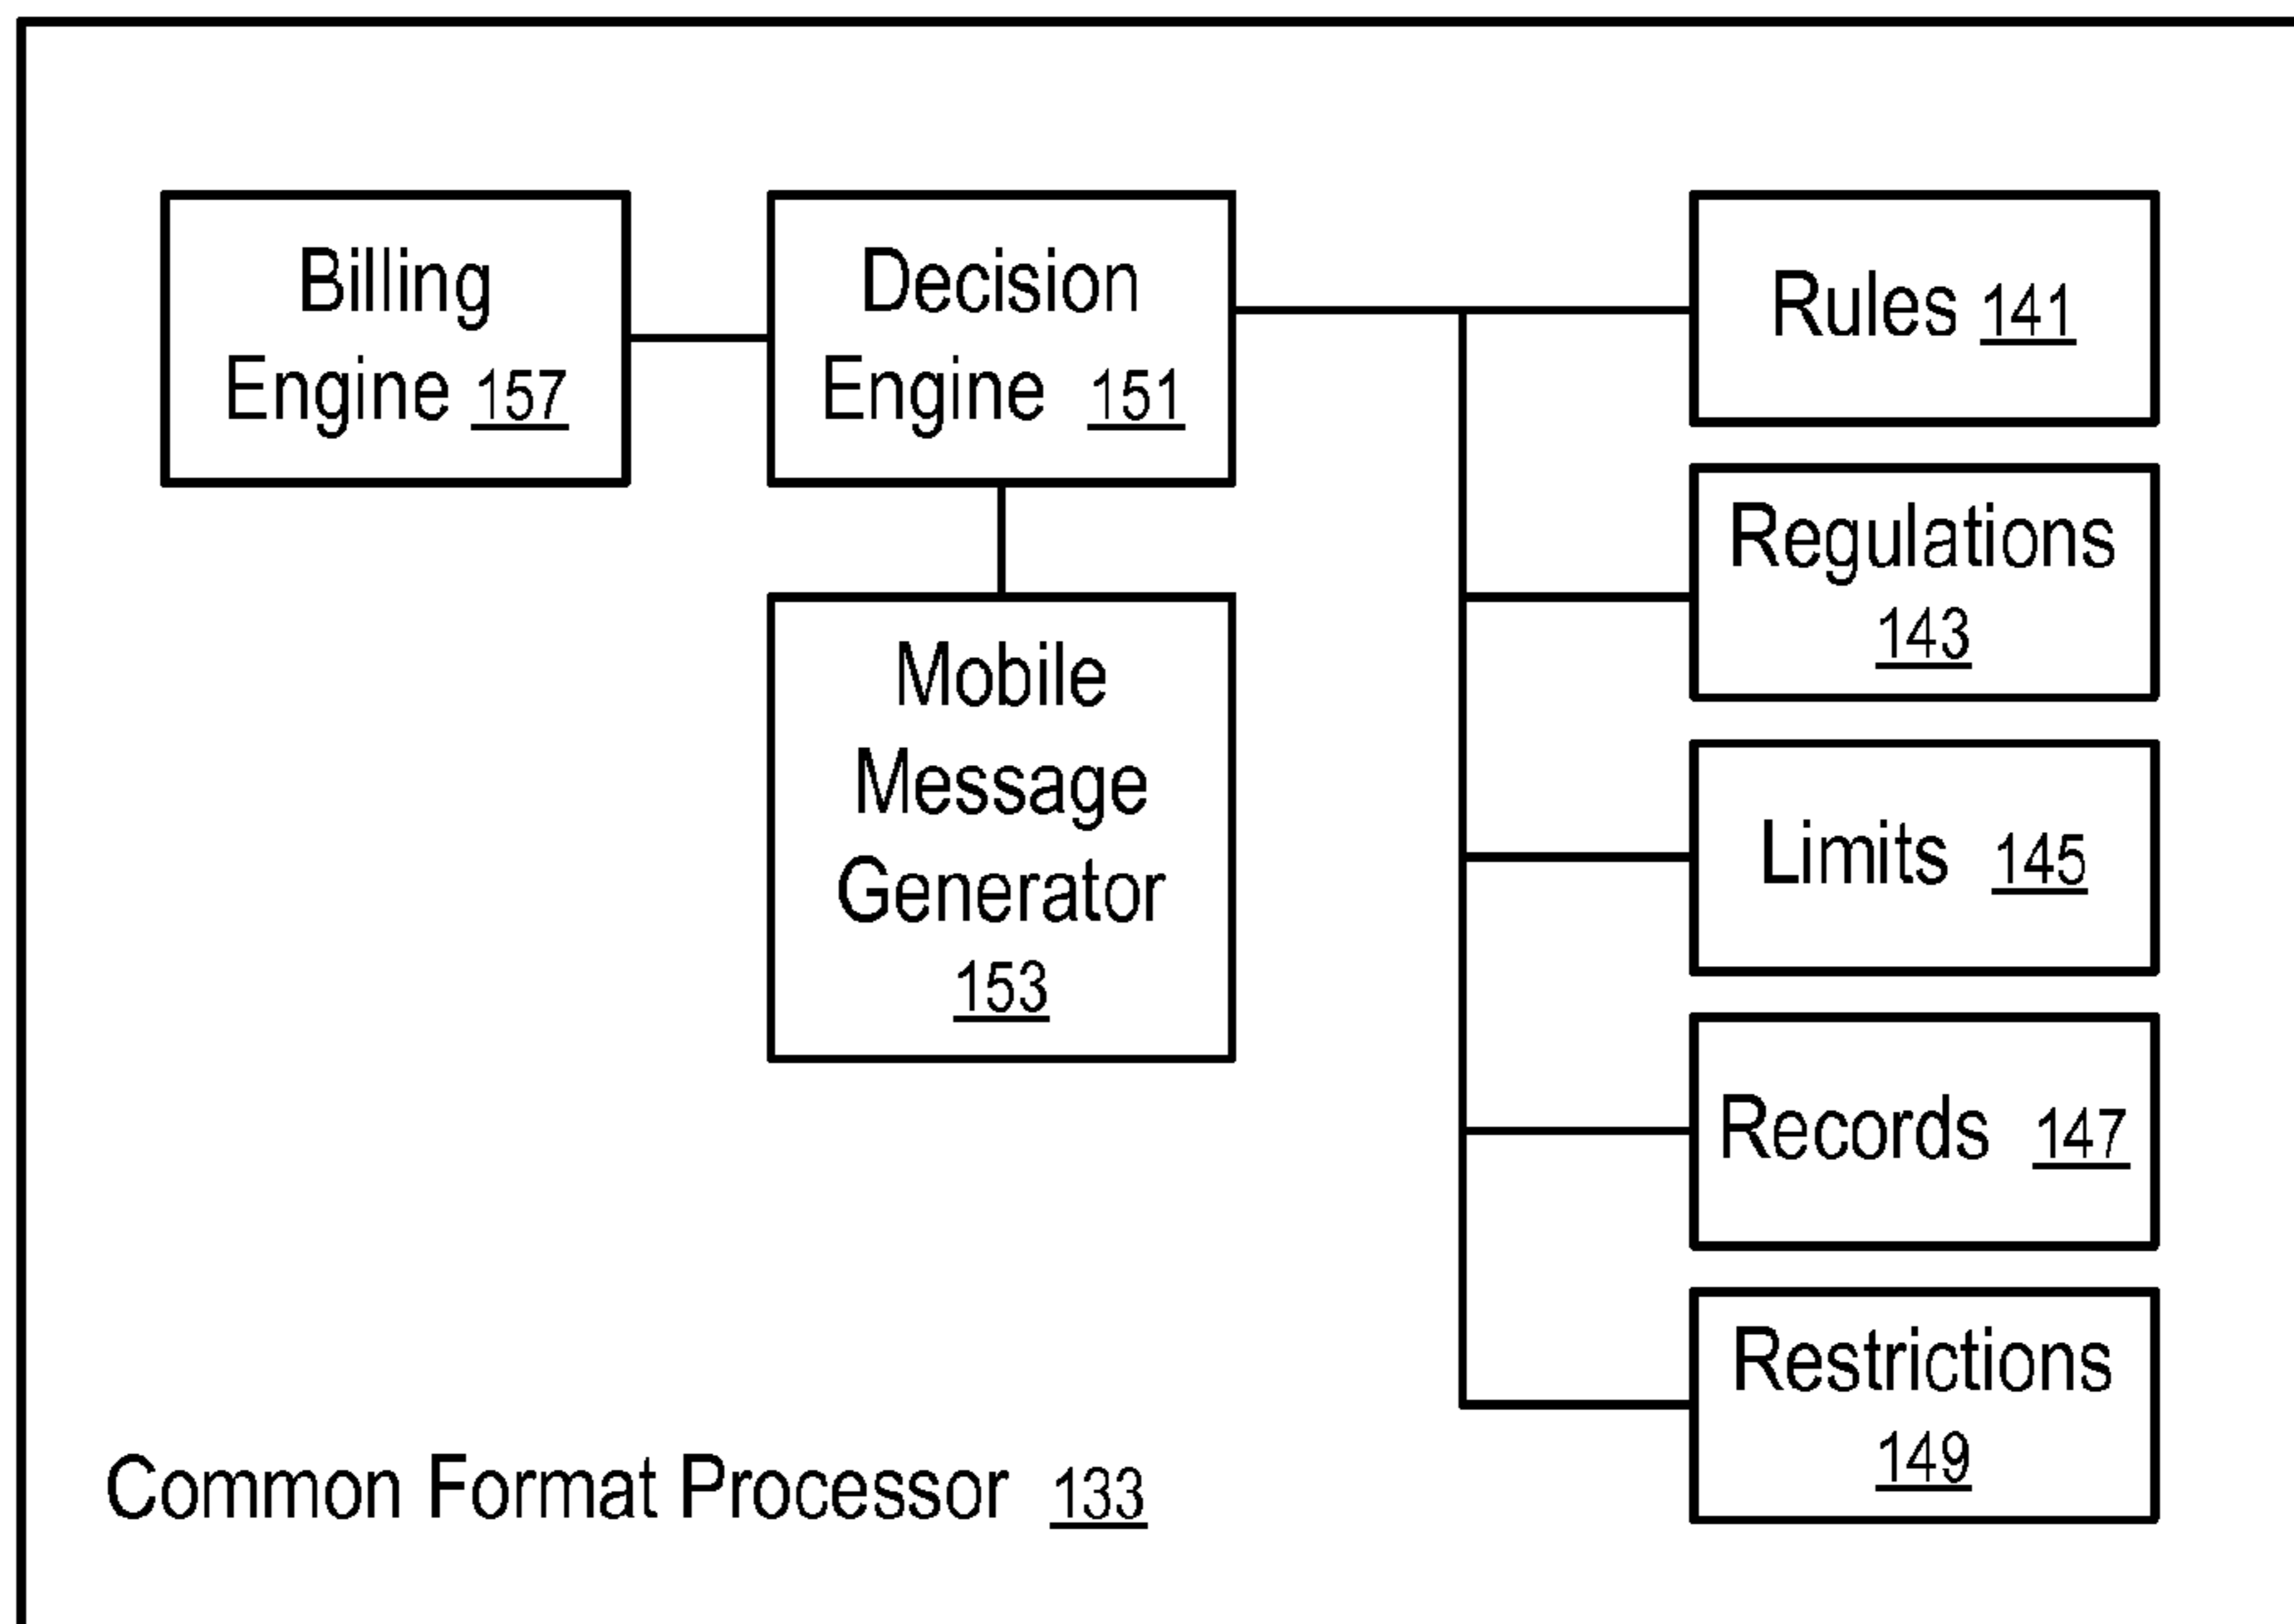 Billing
Engine 157
Decision
Engine 151
Mobile
Message
Generator
153
Rules 141
Regulations
143
Limits 145
Records 147
Restrictions
149
Common Format Processor 133